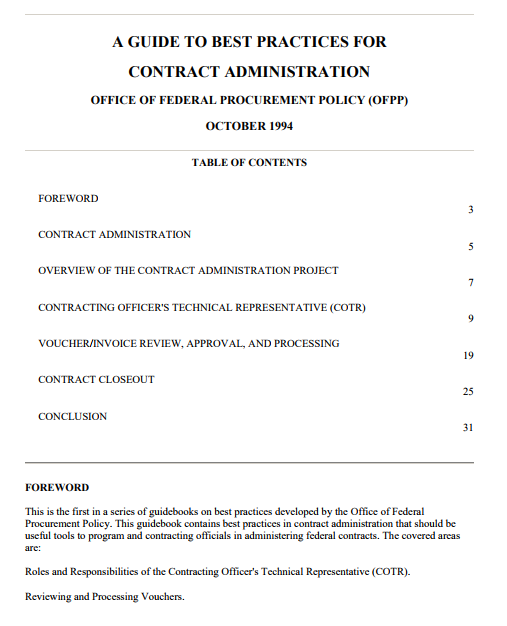 A GUIDE TO BEST PRACTICES FOR
CONTRACT ADMINISTRATION
OFFICE OF FEDERAL PROCUREMENT POLICY (OFPP)
OCTOBER 1994
TABLE OF CONTENTS
FOREWORD
3
CONTRACT ADMINISTRATION
5
OVERVIEW OF THE CONTRACT ADMINISTRATION PROJECT
7
CONTRACTING OFFICER'S TECHNICAL REPRESENTATIVE (COTR)
9
VOUCHER/INVOICE REVIEW, APPROVAL, AND PROCESSING
19
CONTRACT CLOSEOUT
25
CONCLUSION
31
FOREWORD
This is the first in a series of guidebooks on best practices developed by the Office of Federal
Procurement Policy. This guidebook contains best practices in contract administration that should be
useful tools to program and contracting officials in administering federal contracts. The covered areas
are:
Roles and Responsibilities of the Contracting Officer's Technical Representative (COTR).
Reviewing and Processing Vouchers.